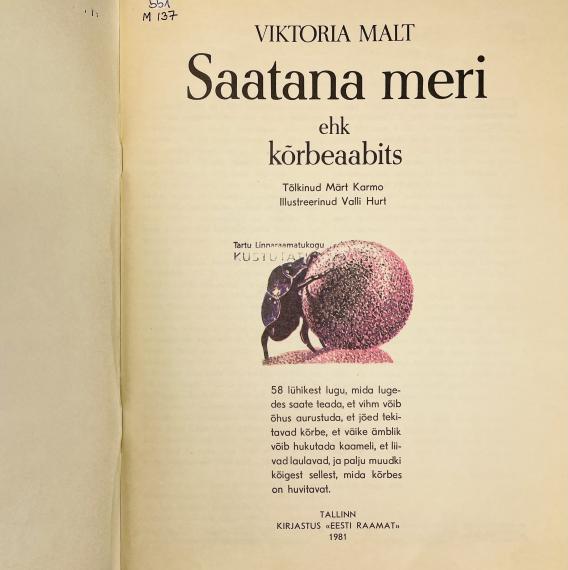 551
M 137
VIKTORIA MALT
Saatana meri
ehk
kõrbeaabits
Tõlkinud Märt Karmo
Illustreerinud Valli Hurt
Tartu Linnaraamatukogu
KUSTUTATUD
58 lühikest lugu, mida luge-
des saate teada, et vihm võib
õhus aurustuda, et jõed teki-
tavad kõrbe, et väike ämblik
võib hukutada kaameli, et lii-
vad laulavad, ja palju muudki
kõigest sellest, mida kõrbes
on huvitavat.
TALLINN
KIRJASTUS «EESTI RAAMAT»
1981